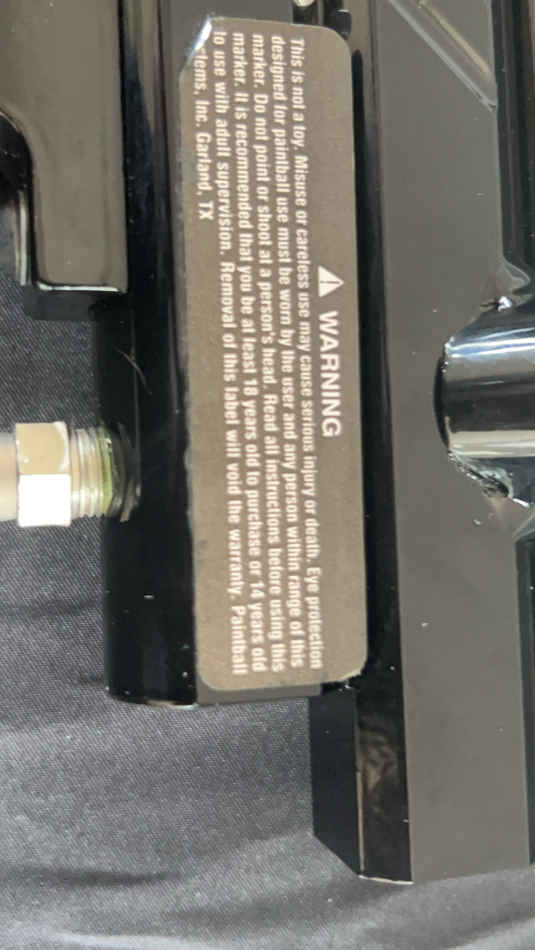 WARNING
This is not a toy. Misuse or careless use may cause serious injury or death. Eye protection
designed for paintball use must be worn by the user and any person within range of this
marker. Do not point or shoot at a person's head. Read all instructions before using this
marker. It is recommended that you be at least 18 years old to purchase or 14 years old
to use with adult supervision. Removal of this label will void the warranty. Paintball
tems, Inc. Garland, TX